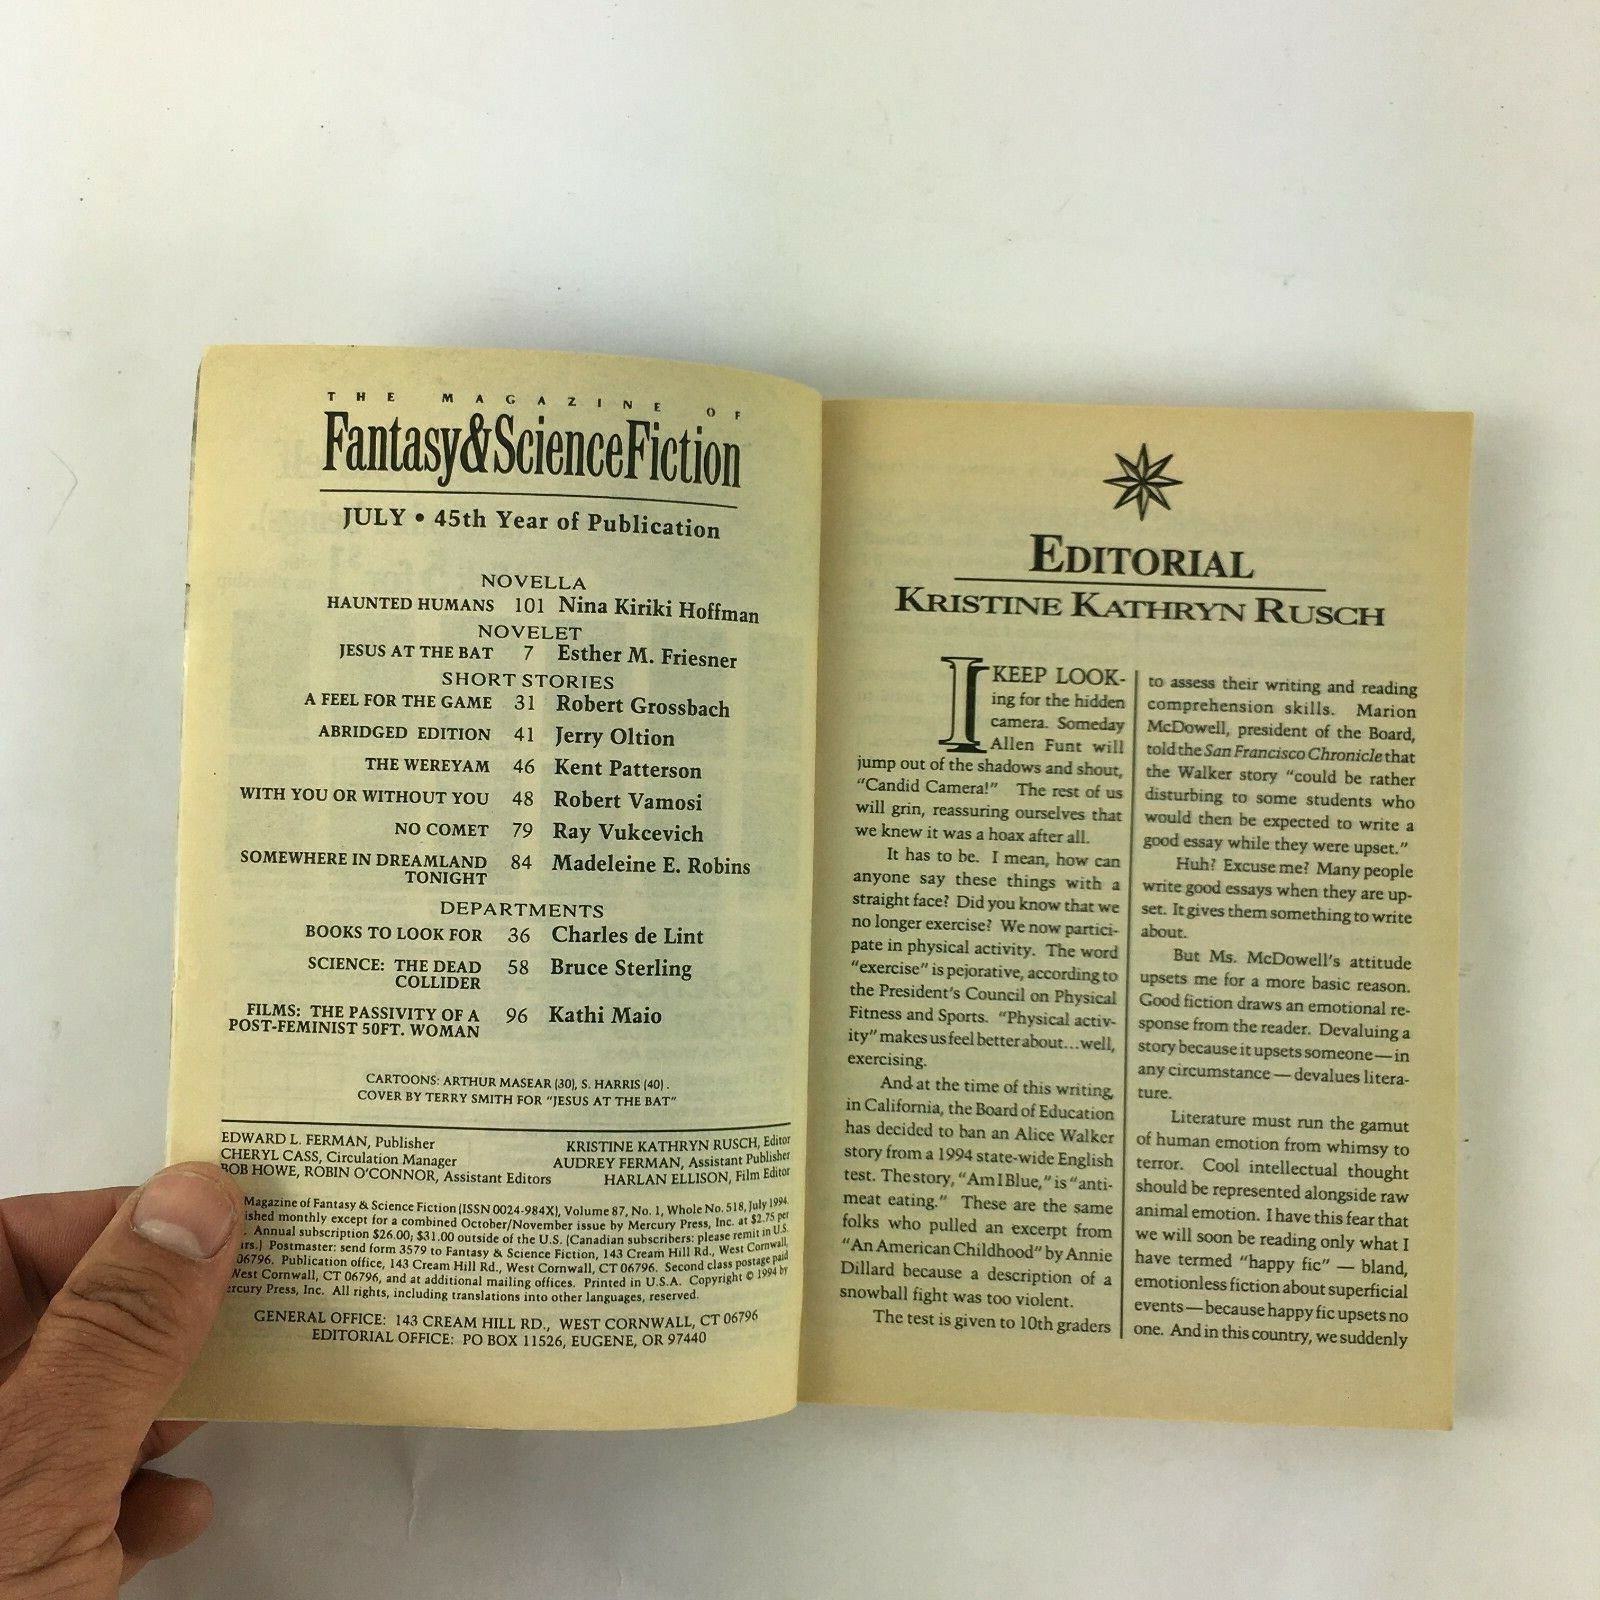 THE MAGAZINE OF
Fantasy&ScienceFiction
JULY • 45th Year of Publication
NOVELLA
HAUNTED HUMANS 101 Nina Kiriki Hoffman
NOVELET
JESUS AT THE BAT 7 Esther M. Friesner
SHORT STORIES
A FEEL FOR THE GAME 31 Robert Grossbach
ABRIDGED EDITION 41 Jerry Oltion
THE WEREYAM 46 Kent Patterson
WITH YOU OR WITHOUT YOU 48 Robert Vamosi
NO COMET 79 Ray Vukcevich
SOMEWHERE IN DREAMLAND 84 Madeleine E. Robins
TONIGHT
DEPARTMENTS
BOOKS TO LOOK FOR 36 Charles de Lint
SCIENCE: THE DEAD 58 Bruce Sterling
COLLIDER
FILMS: THE PASSIVITY OF A 96 Kathi Maio
POST-FEMINIST 50FT. WOMAN
CARTOONS: ARTHUR MASEAR (30), S. HARRIS (40).
COVER BY TERRY SMITH FOR "JESUS AT THE BAT"
EDWARD L. FERMAN, Publisher KRISTINE KATHRYN RUSCH, Editor
CHERYL CASS, Circulation Manager AUDREY FERMAN, Assistant Publisher
BOB HOWE, ROBIN O'CONNOR, Assistant Editors HARLAN ELLISON, Film Editor
Magazine of Fantasy & Science Fiction (ISSN 0024-984X), Volume 87, No. 1, Whole No. 518, July 1994.
monthly except for a combined October/November issue by Mercury Press, Inc. at $2.75 per
Annual subscription $26.00; $31.00 outside of the U.S. (Canadian subscribers: please remit in U.S.
Postmaster: send form 3579 to Fantasy & Science Fiction, 143 Cream Hill Rd., West Cornwall,
06796. Publication office, 143 Cream Hill Rd., West Cornwall, CT 06796. Second class postage paid
West Cornwall, CT 06796, and at additional mailing offices. Printed in U.S.A. Copyright © 1994 by
Press, Inc. All rights, including translations into other languages, reserved.
GENERAL OFFICE: 143 CREAM HILL RD., WEST CORNWALL, CT 06796
EDITORIAL OFFICE: PO BOX 11526, EUGENE, OR 97440
EDITORIAL
KRISTINE KATHRYN RUSCH
I KEEP LOOK-
ing for the hidden
camera. Someday
Allen Funt will
jump out of the shadows and shout,
"Candid Camera!" The rest of us
will grin, reassuring ourselves that
we knew it was a hoax after all.
It has to be. I mean, how can
anyone say these things with a
straight face? Did you know that we
no longer exercise? We now partici-
pate in physical activity. The word
"exercise" is pejorative, according to
the President's Council on Physical
Fitness and Sports. "Physical activ-
ity" makes us feel better about...well,
exercising.
And at the time of this writing,
in California, the Board of Education
has decided to ban an Alice Walker
story from a 1994 state-wide English
test. The story, "Am I Blue," is "anti-
meat eating." These are the same
folks who pulled an excerpt from
"An American Childhood" by Annie
Dillard because a description of a
snowball fight was too violent.
The test is given to 10th graders
to assess their writing and reading
comprehension skills. Marion
McDowell, president of the Board,
told the San Francisco Chronicle that
the Walker story "could be rather
disturbing to some students who
would then be expected to write a
good essay while they were upset."
Huh? Excuse me? Many people
write good essays when they are up-
set. It gives them something to write
about.
But Ms. McDowell's attitude
upsets me for a more basic reason.
Good fiction draws an emotional re-
sponse from the reader. Devaluing a
story because it upsets someone — in
any circumstance — devalues litera-
ture.
Literature must run the gamut
of human emotion from whimsy to
terror. Cool intellectual thought
should be represented alongside raw
animal emotion. I have this fear that
we will soon be reading only what I
have termed "happy fic" — bland,
emotionless fiction about superficial
events — because happy fic upsets no
one. And in this country, we suddenly